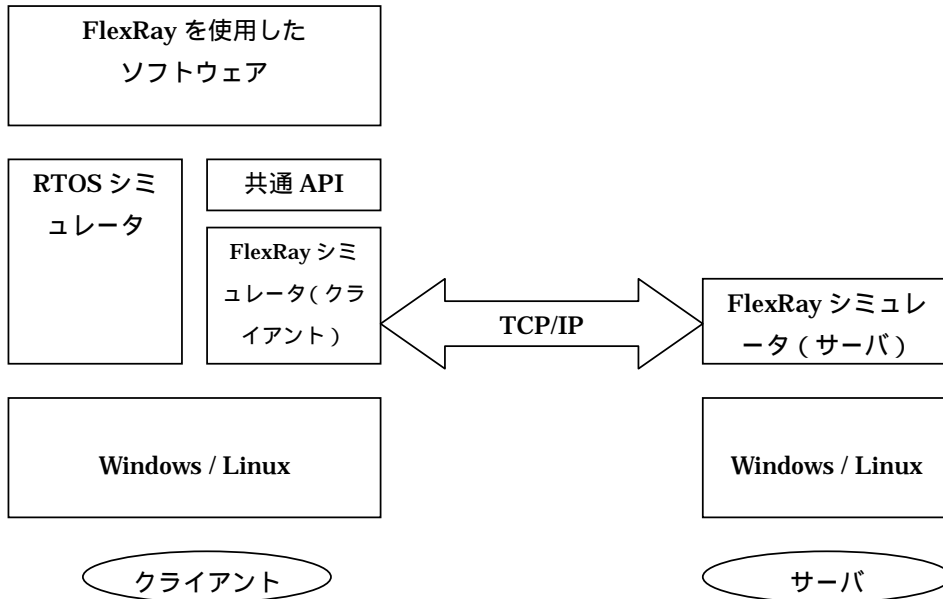 FlexRay を使用した
ソフトウェア
RTOS シミ
ュレータ
共通 API
FlexRay シミ
ュレータ（クラ
イアント）
TCP/IP
FlexRay シミュレ
ータ（サーバ）
Windows / Linux
Windows / Linux
クライアント
サーバ